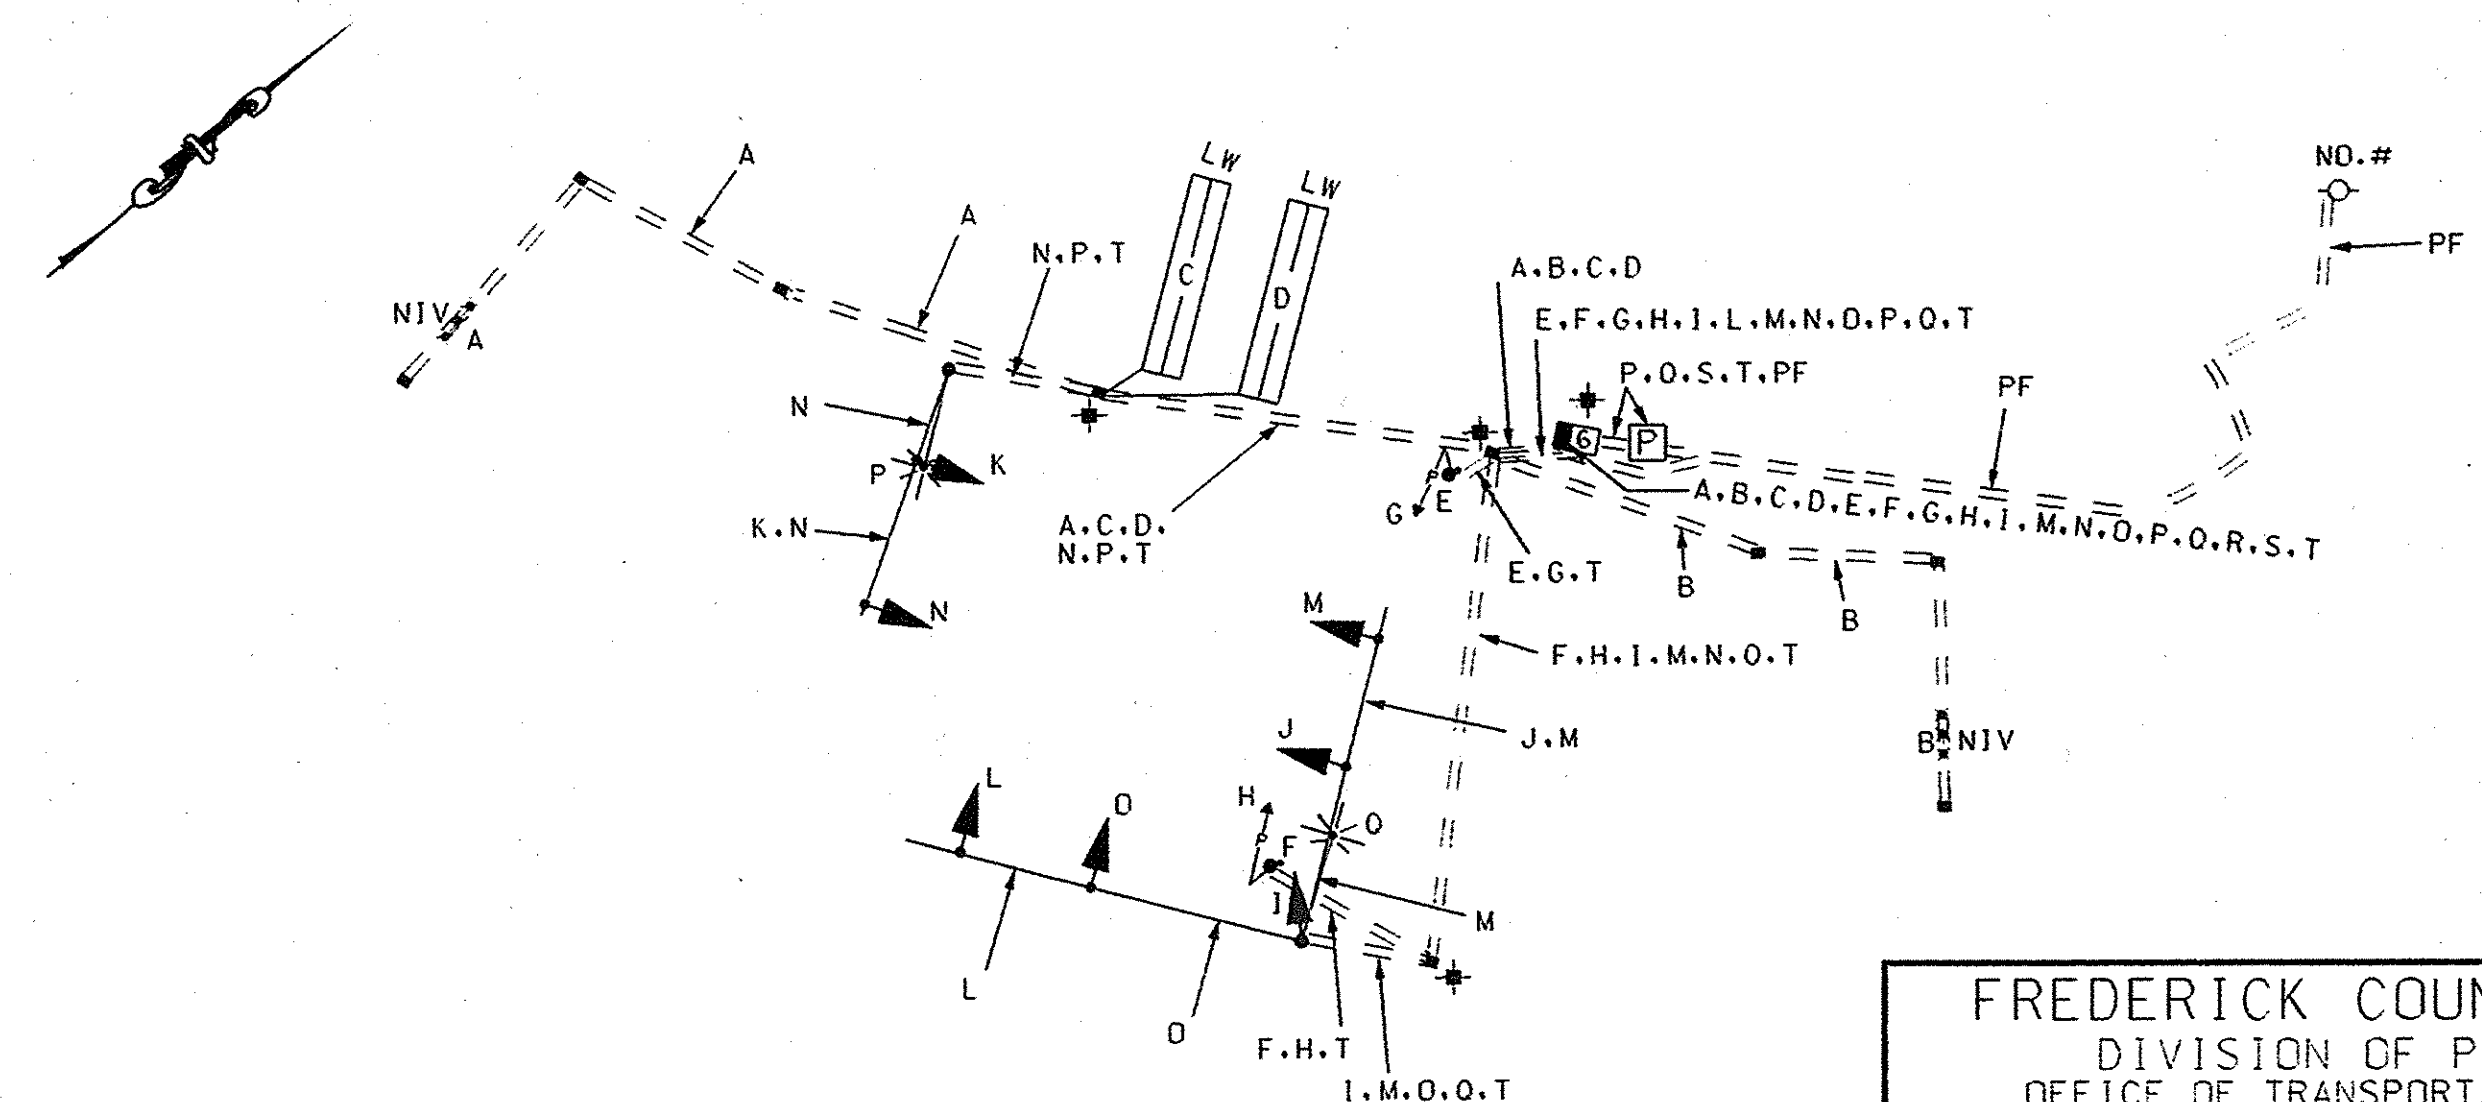 NO.#
A
LW
LW
A
PF
N.P.T
A.B.C.D
C
D
NIV
A
E.F.G.H.I.L.M.N.O.P.Q.T
P.Q.S.T.PF
PF
N
6
P
P
K
P
E
G
A.B.C.D.E.F.G.H.I.M.N.O.P.Q.R.S.T
K.N
A.C.D.
N.P.T
E.G.T
B
B
N
M
F.H.I.M.N.O.T
J.M
J
B
NIV
L
O
H
P
F
Q
I
M
L
O
F.H.T
I.M.O.Q.T
FREDERICK COUN
DIVISION OF P
OFFICE OF TRANSPORT